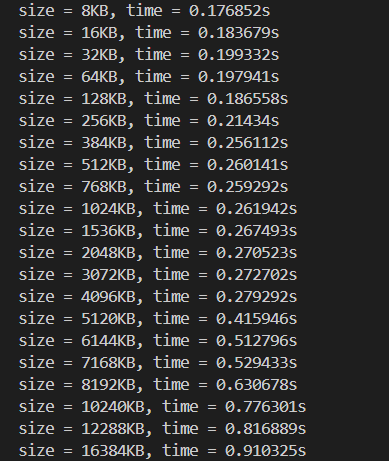 size = 8KB, time = 0.176852s
size = 16KB, time = 0.183679s
size = 32KB, time = 0.199332s
size = 64KB, time = 0.197941s
size = 128KB, time = 0.186558s
size = 256KB, time = 0.21434s
size = 384KB, time = 0.256112s
size = 512KB, time = 0.260141s
size = 768KB, time = 0.259292s
size = 1024KB, time = 0.261942s
size = 1536KB, time = 0.267493s
size = 2048KB, time = 0.270523s
size = 3072KB, time = 0.272702s
size = 4096KB, time = 0.279292s
size = 5120KB, time = 0.415946s
size = 6144KB, time = 0.512796s
size = 7168KB, time = 0.529433s
size = 8192KB, time = 0.630678s
size = 10240KB, time = 0.776301s
size = 12288KB, time = 0.816889s
size = 16384KB, time = 0.910325s